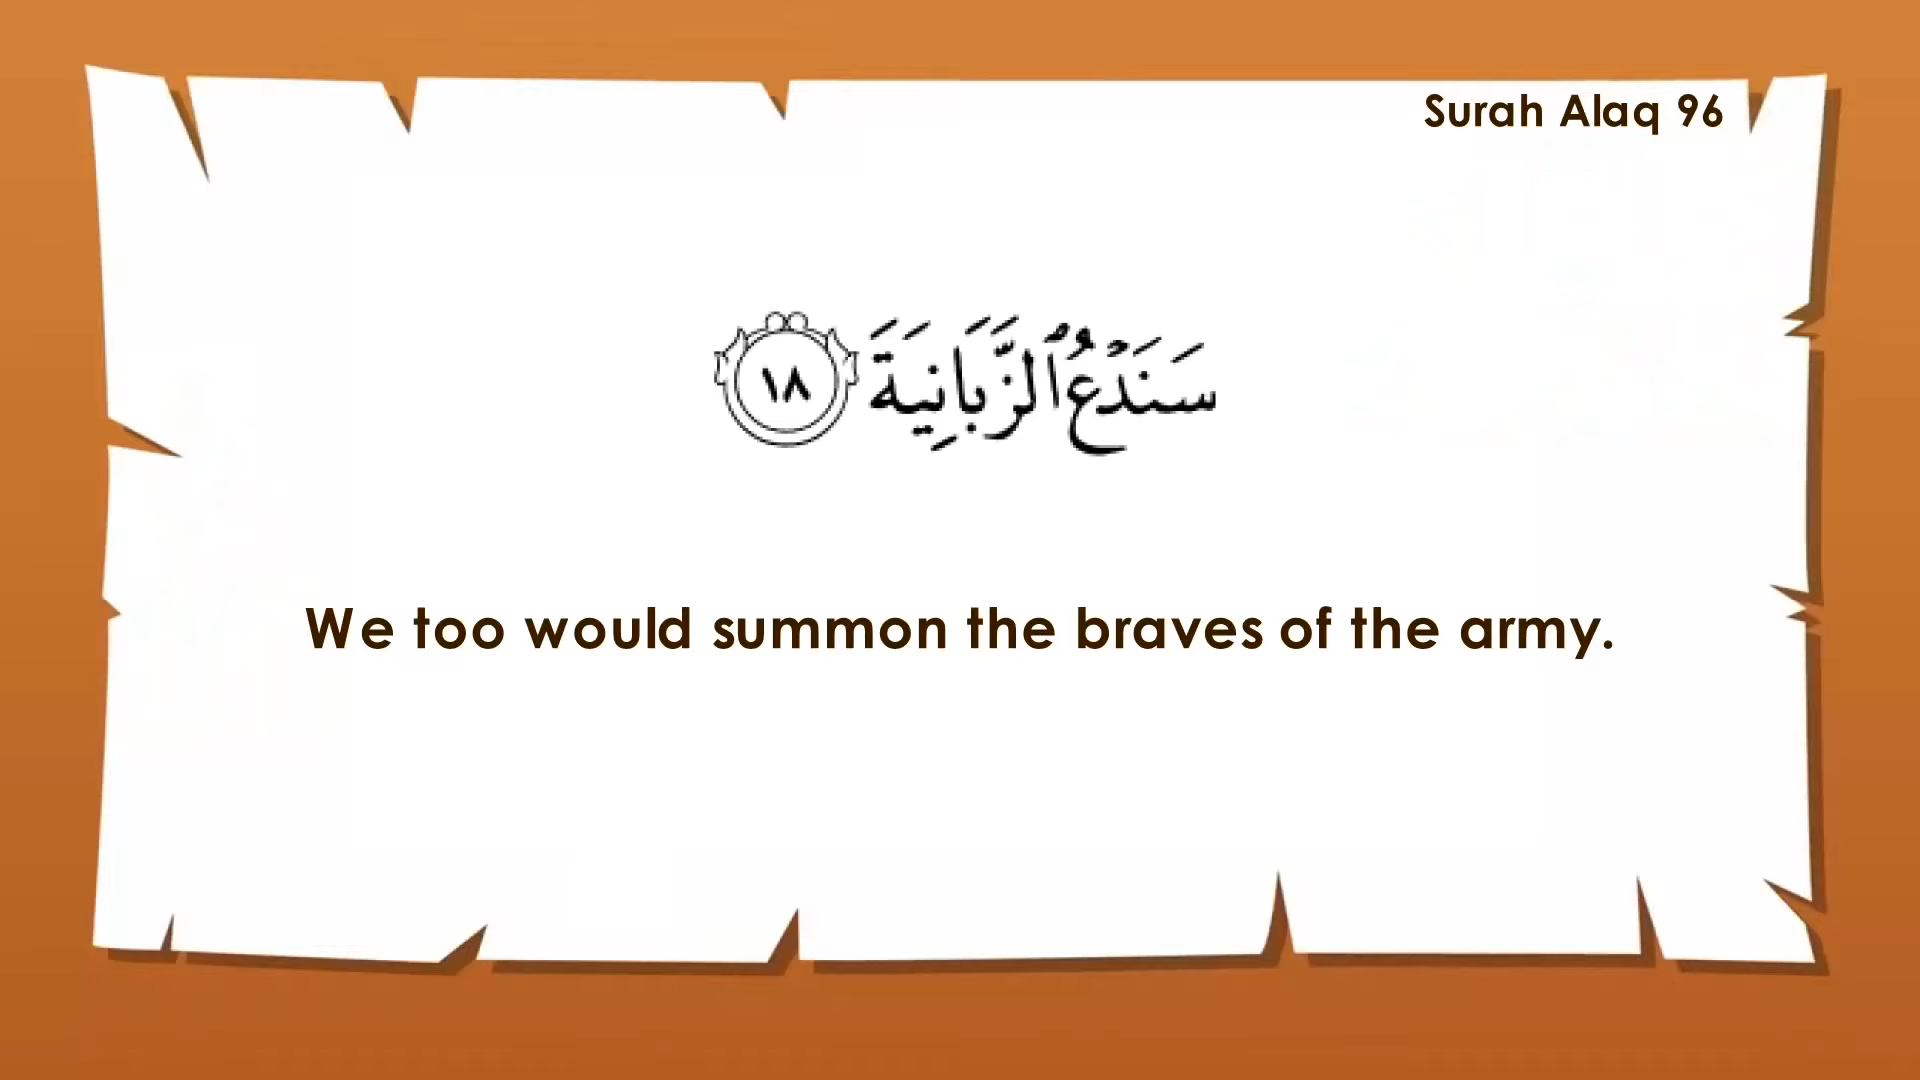 Surah Alaq 96
سَنَدْعُ ٱلزَّبَانِيَةَ ١٨
We too would summon the braves of the army.